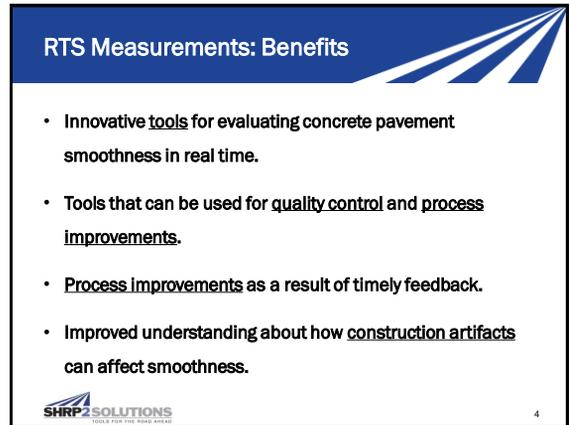 RTS Measurements: Benefits
• Innovative tools for evaluating concrete pavement
smoothness in real time.
• Tools that can be used for quality control and process
improvements.
• Process improvements as a result of timely feedback.
• Improved understanding about how construction artifacts
can affect smoothness.
SHRP2SOLUTIONS
TOOLS FOR THE ROAD AHEAD
4